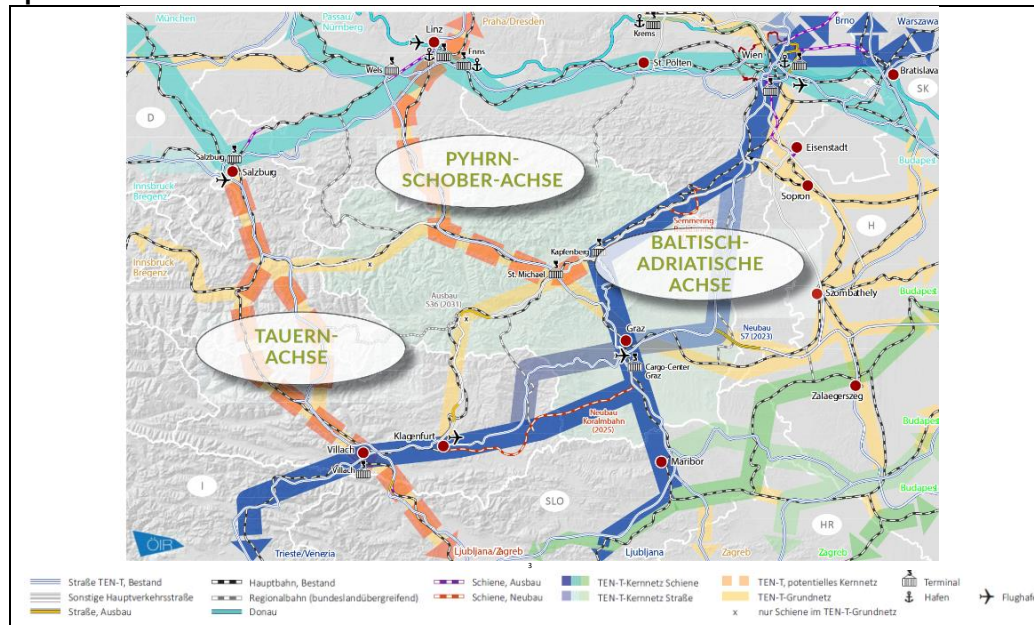 München
Passau/
Nürnberg
Linz
Praha/Dresden
Krems
Brno
Warszawa
Enns
Wels
St. Pölten
Wien
Bratislava
SK
D
Salzburg
Salzburg
Innsbruck
Bregenz
PYHRN-
SCHOBER-ACHSE
Eisenstadt
Budapest
Sopron
H
Semmering
Kapfenberg
BALTISCH-
ADRIATISCHE
ACHSE
St. Michael
Innsbruck
Bregenz
Ausbau
S36 (2031)
Szombathely
Budapest
TAUERN-
ACHSE
Graz
Neubau
S7 (2023)
Cargo-Center
Graz
Zalaegerszeg
Neubau
Koralmbahn
(2025)
Budapest
Klagenfurt
Villach
Villach
Maribor
I
SLO
Budapest
HR
ÖIR
Trieste/Venezia
Ljubljana/Zagreb
Ljubljana
Zagreb
Zagreb
3
Straße TEN-T, Bestand
Sonstige Hauptverkehrsstraße
Straße, Ausbau
Hauptbahn, Bestand
Regionalbahn (bundeslandübergreifend)
Donau
Schiene, Ausbau
Schiene, Neubau
TEN-T-Kernnetz Schiene
TEN-T-Kernnetz Straße
TEN-T, potentielles Kernnetz
TEN-T-Grundnetz
x nur Schiene im TEN-T-Grundnetz
Terminal
Hafen
Flughafe